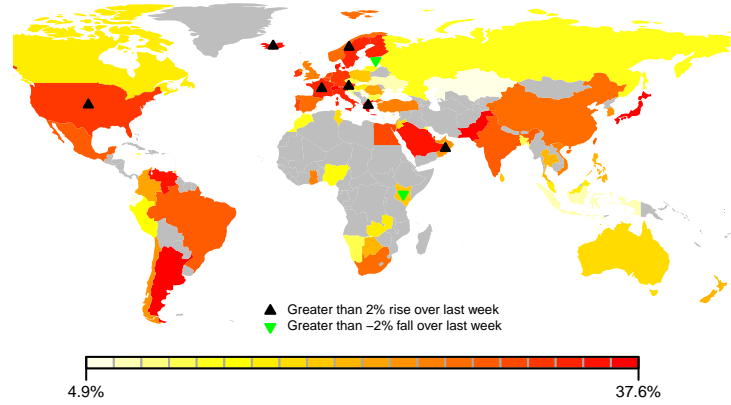 Greater than 2% rise over last week
Greater than −2% fall over last week
4.9%
37.6%